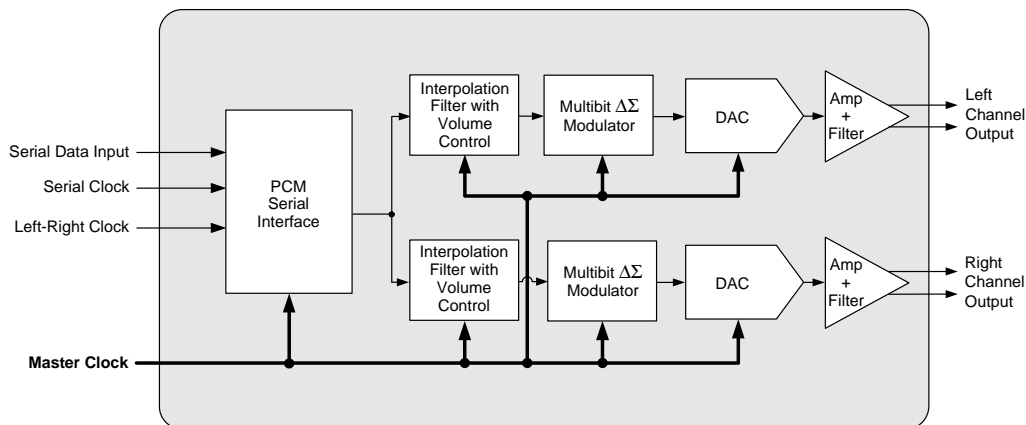 Serial Data Input
Serial Clock
Left-Right Clock
Master Clock
PCM
Serial
Interface
Interpolation
Filter with
Volume
Control
Multibit ΔΣ
Modulator
DAC
Amp
+
Filter
Left
Channel
Output
Interpolation
Filter with
Volume
Control
Multibit ΔΣ
Modulator
DAC
Amp
+
Filter
Right
Channel
Output